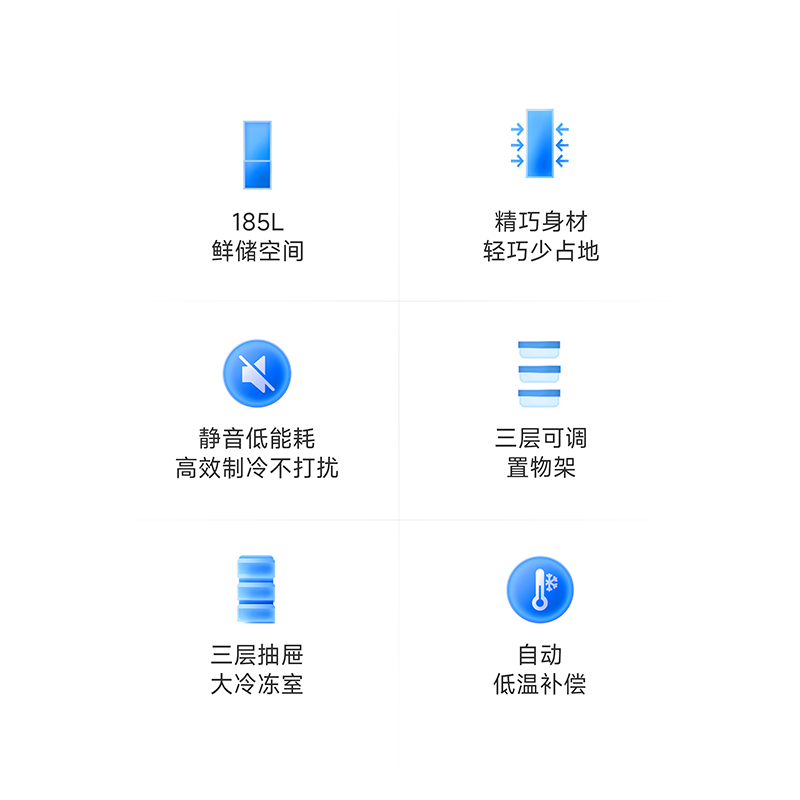 185L
鲜储空间
精巧身材
轻巧少占地
静音低能耗
高效制冷不打扰
三层可调
置物架
三层抽屉
大冷冻室
自动
低温补偿